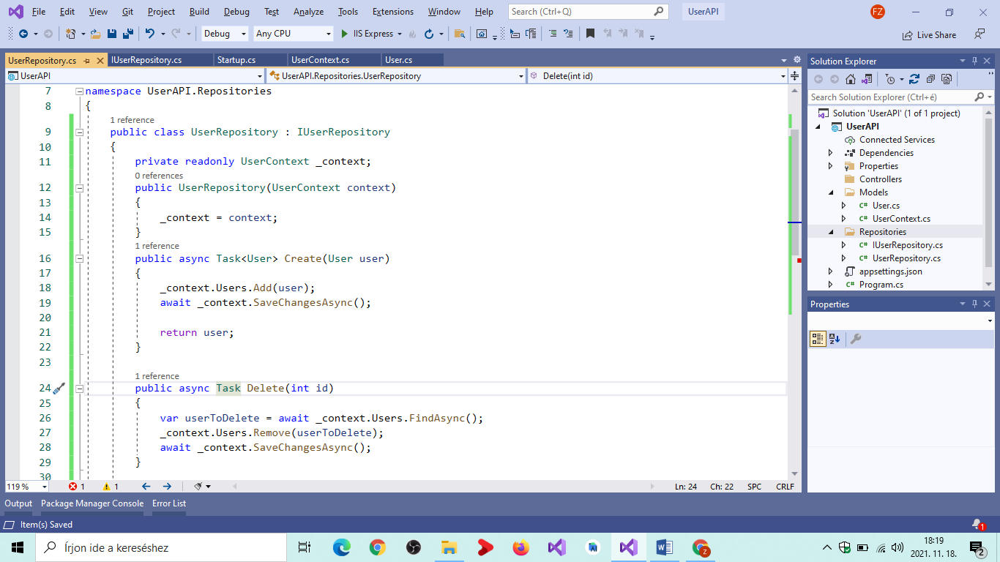 File Edit View Git Project Build Debug Test Analyze Tools Extensions Window Help Search (Ctrl+Q) UserAPI FZ
Debug Any CPU IIS Express Live Share
UserRepository.cs IUserRepository.cs Startup.cs UserContext.cs User.cs
UserAPI UserAPI.Repositories.UserRepository Delete(int id)
7 namespace UserAPI.Repositories
8 {
1 reference
9 public class UserRepository : IUserRepository
10 {
11 private readonly UserContext _context;
0 references
12 public UserRepository(UserContext context)
13 {
14 _context = context;
15 }
1 reference
16 public async Task<User> Create(User user)
17 {
18 _context.Users.Add(user);
19 await _context.SaveChangesAsync();
20
21 return user;
22 }
23
1 reference
24 public async Task Delete(int id)
25 {
26 var userToDelete = await _context.Users.FindAsync();
27 _context.Users.Remove(userToDelete);
28 await _context.SaveChangesAsync();
29 }
30
119 % 1 1 Ln: 24 Ch: 22 SPC CRLF
Solution Explorer
Search Solution Explorer (Ctrl+é)
Solution 'UserAPI' (1 of 1 project)
UserAPI
Connected Services
Dependencies
Properties
Controllers
Models
C# User.cs
C# UserContext.cs
Repositories
C# IUserRepository.cs
C# UserRepository.cs
appsettings.json
C# Program.cs
Properties
Output Package Manager Console Error List
Item(s) Saved 1
Írjon ide a kereséshez
Z
18:19
2021. 11. 18.
2